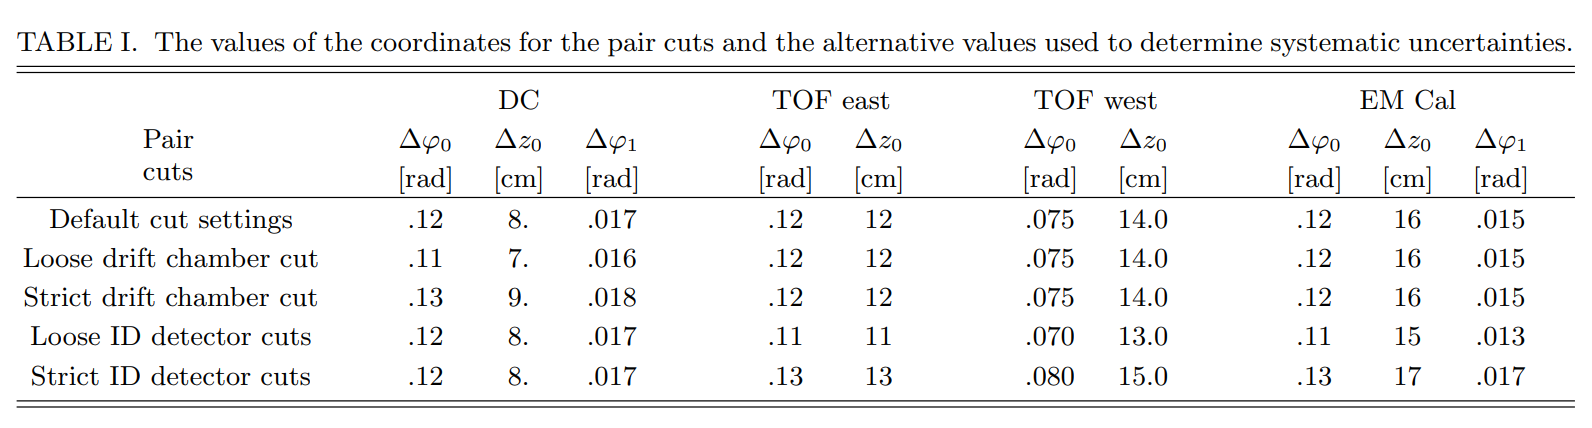 TABLE I. The values of the coordinates for the pair cuts and the alternative values used to determine systematic uncertainties.
DC TOF east TOF west EM Cal
Pair cuts Δφ₀ Δz₀ Δφ₁ Δφ₀ Δz₀ Δφ₀ Δz₀ Δφ₀ Δz₀ Δφ₁
[rad] [cm] [rad] [rad] [cm] [rad] [cm] [rad] [cm] [rad]
Default cut settings .12 8. .017 .12 12 .075 14.0 .12 16 .015
Loose drift chamber cut .11 7. .016 .12 12 .075 14.0 .12 16 .015
Strict drift chamber cut .13 9. .018 .12 12 .075 14.0 .12 16 .015
Loose ID detector cuts .12 8. .017 .11 11 .070 13.0 .11 15 .013
Strict ID detector cuts .12 8. .017 .13 13 .080 15.0 .13 17 .017